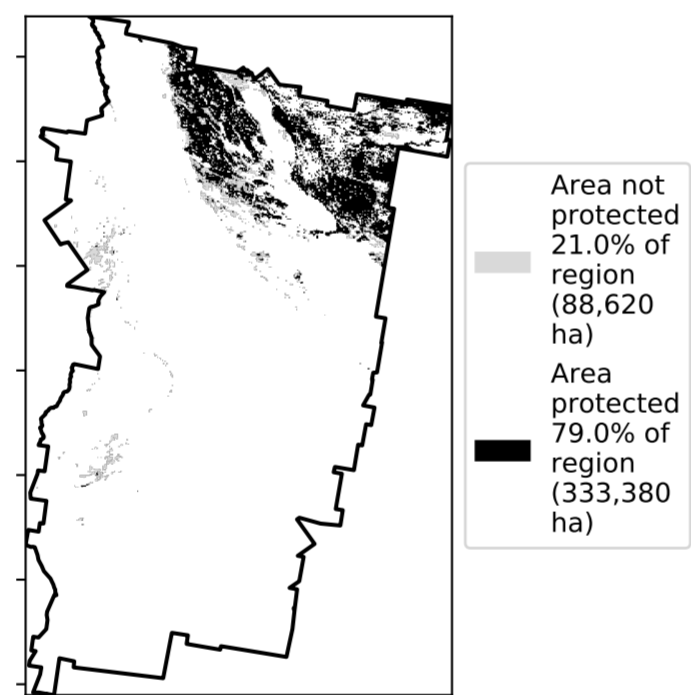 Area not
protected
21.0% of
region
(88,620
ha)
Area
protected
79.0% of
region
(333,380
ha)